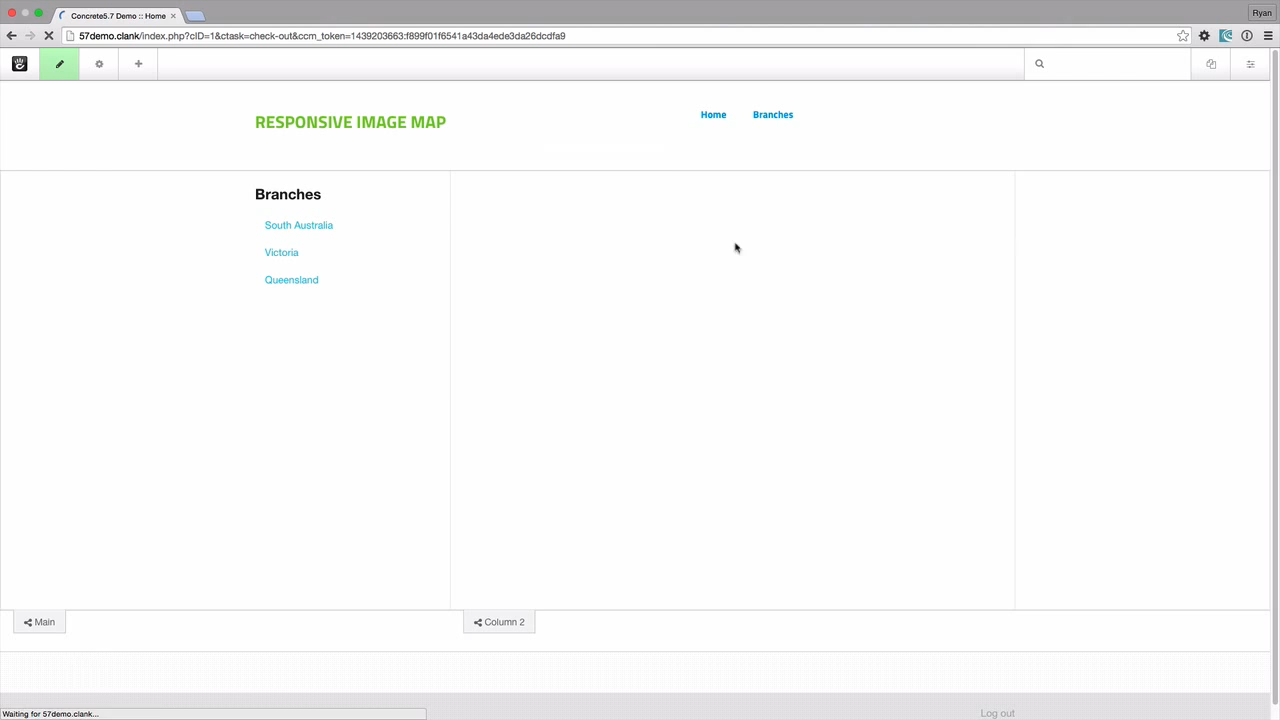 Concrete5.7 Demo :: Home
Ryan
57demo.clank/index.php?cID=1&ctask=check-out&ccm_token=1439203663:f899f01f6541a43da4ede3da26dcdfa9
RESPONSIVE IMAGE MAP
Home Branches
Branches
South Australia
Victoria
Queensland
Main
Column 2
Waiting for 57demo.clank...
Log out